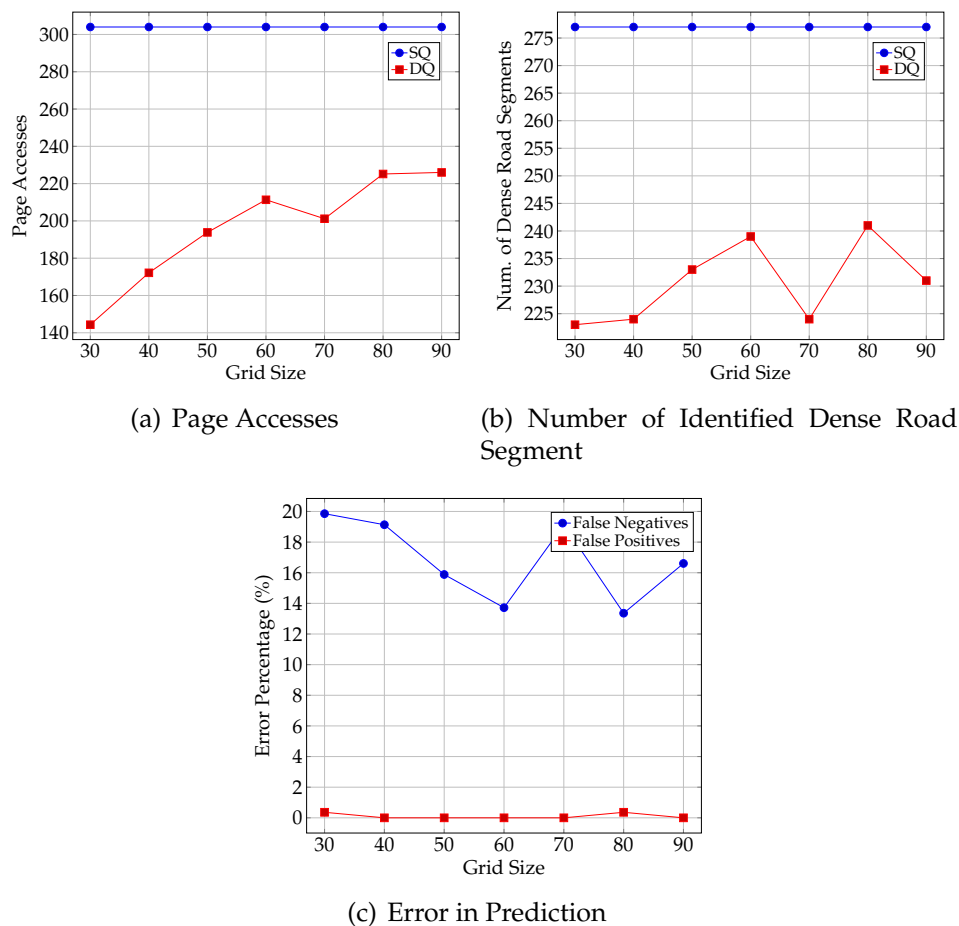 300
280
260
240
220
200
180
160
140
Page Accesses
SQ
DQ
30 40 50 60 70 80 90
Grid Size
(a) Page Accesses
275
270
265
260
255
250
245
240
235
230
225
Num. of Dense Road Segments
SQ
DQ
30 40 50 60 70 80 90
Grid Size
(b) Number of Identified Dense Road
Segment
20
18
16
14
12
10
8
6
4
2
0
Error Percentage (%)
False Negatives
False Positives
30 40 50 60 70 80 90
Grid Size
(c) Error in Prediction